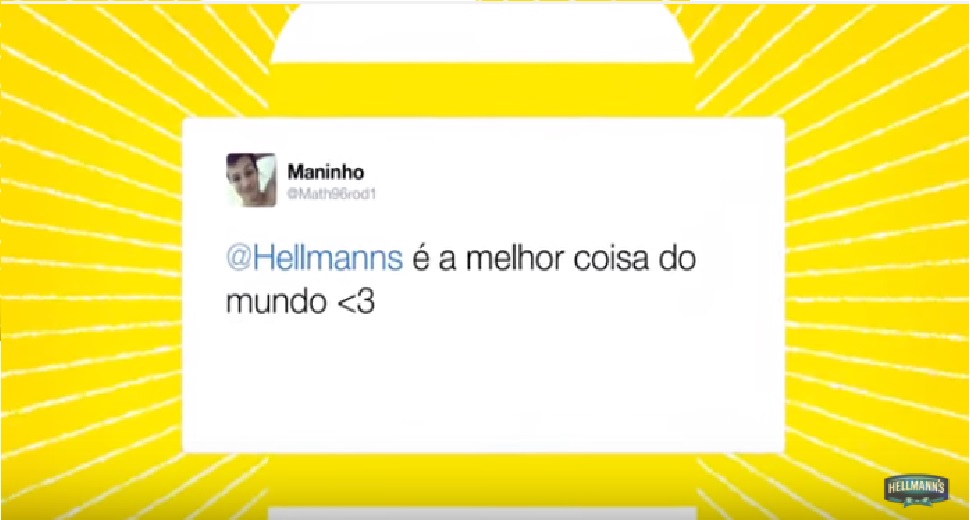 Maninho
@Math96rod1
@Hellmanns é a melhor coisa do
mundo <3
HELLMANN'S